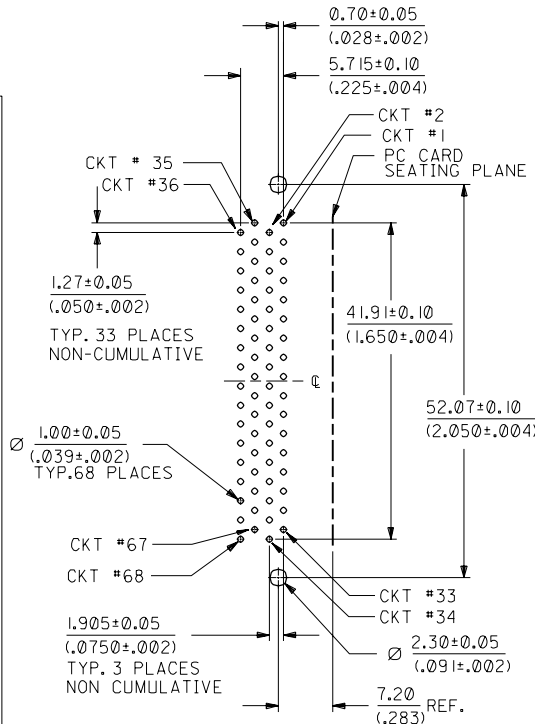 0.70±0.05
(.028±.002)
5.715±0.10
(.225±.004)
CKT #2
CKT #1
PC CARD
SEATING PLANE
CKT # 35
CKT #36
1.27±0.05
(.050±.002)
TYP. 33 PLACES
NON-CUMULATIVE
41.91±0.10
(1.650±.004)
℄
52.07±0.10
(2.050±.004)
Ø 1.00±0.05
(.039±.002)
TYP.68 PLACES
CKT #67
CKT #68
CKT #33
CKT #34
1.905±0.05
(.0750±.002)
TYP. 3 PLACES
NON CUMULATIVE
Ø 2.30±0.05
(.091±.002)
7.20 REF.
(.283)